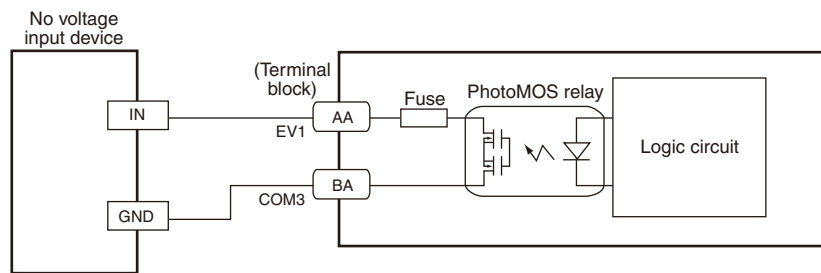 No voltage
input device
(Terminal
block)
Fuse
PhotoMOS relay
IN
AA
EV1
Logic circuit
BA
COM3
GND